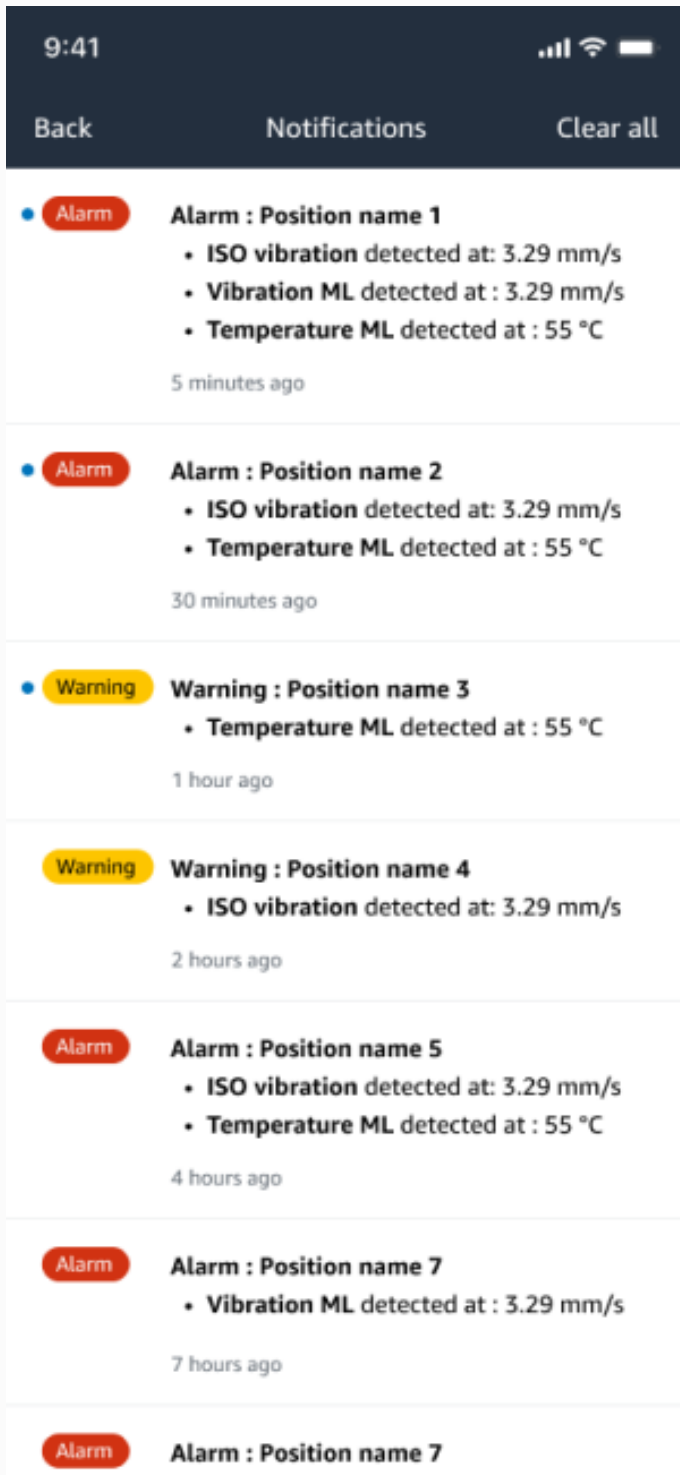 9:41
Back Notifications Clear all
Alarm Alarm : Position name 1
• ISO vibration detected at: 3.29 mm/s
• Vibration ML detected at : 3.29 mm/s
• Temperature ML detected at : 55 °C
5 minutes ago
Alarm Alarm : Position name 2
• ISO vibration detected at: 3.29 mm/s
• Temperature ML detected at : 55 °C
30 minutes ago
Warning Warning : Position name 3
• Temperature ML detected at : 55 °C
1 hour ago
Warning Warning : Position name 4
• ISO vibration detected at: 3.29 mm/s
2 hours ago
Alarm Alarm : Position name 5
• ISO vibration detected at: 3.29 mm/s
• Temperature ML detected at : 55 °C
4 hours ago
Alarm Alarm : Position name 7
• Vibration ML detected at : 3.29 mm/s
7 hours ago
Alarm Alarm : Position name 7